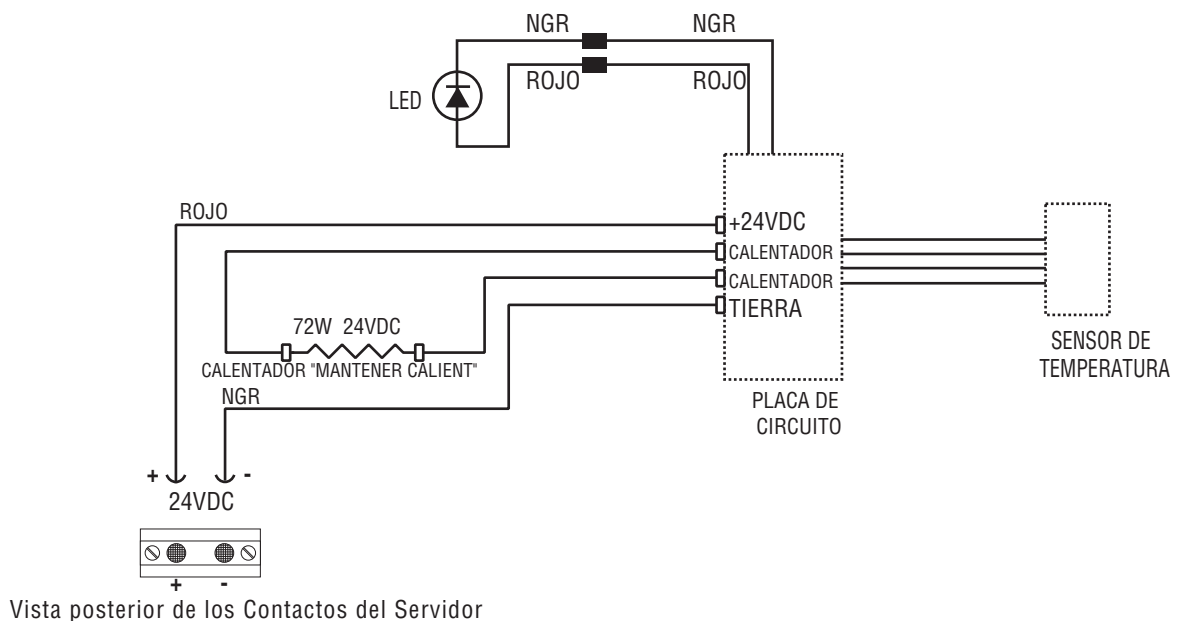 NGR NGR
ROJO ROJO
LED
ROJO
+24VDC
CALENTADOR
CALENTADOR
TIERRA
72W 24VDC
CALENTADOR "MANTENER CALIENT"
NGR
SENSOR DE
TEMPERATURA
PLACA DE
CIRCUITO
+ -
24VDC
+ -
Vista posterior de los Contactos del Servidor